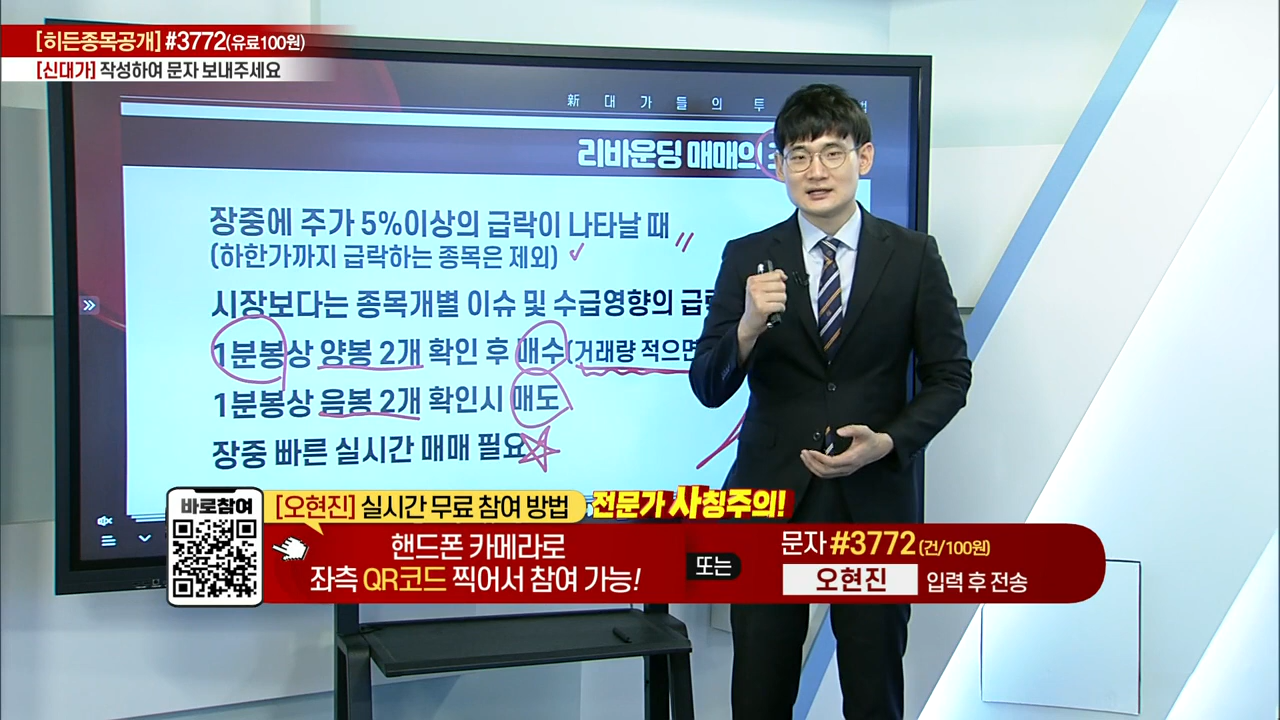 [히든종목공개] #3772(유료100원)
[신대가] 작성하여 문자 보내주세요
新 대 가 들 의 투
리바운딩 매매의
장중에 주가 5%이상의 급락이 나타날 때
(하한가까지 급락하는 종목은 제외)
시장보다는 종목개별 이슈 및 수급영향의 급락
1분봉상 양봉 2개 확인 후 매수(거래량 적으면
1분봉상 음봉 2개 확인시 매도
장중 빠른 실시간 매매 필요
바로참여
[오현진] 실시간 무료 참여 방법
전문가 사칭주의!
핸드폰 카메라로
좌측 QR코드 찍어서 참여 가능!
또는
문자 #3772 (건/100원)
오현진 입력 후 전송